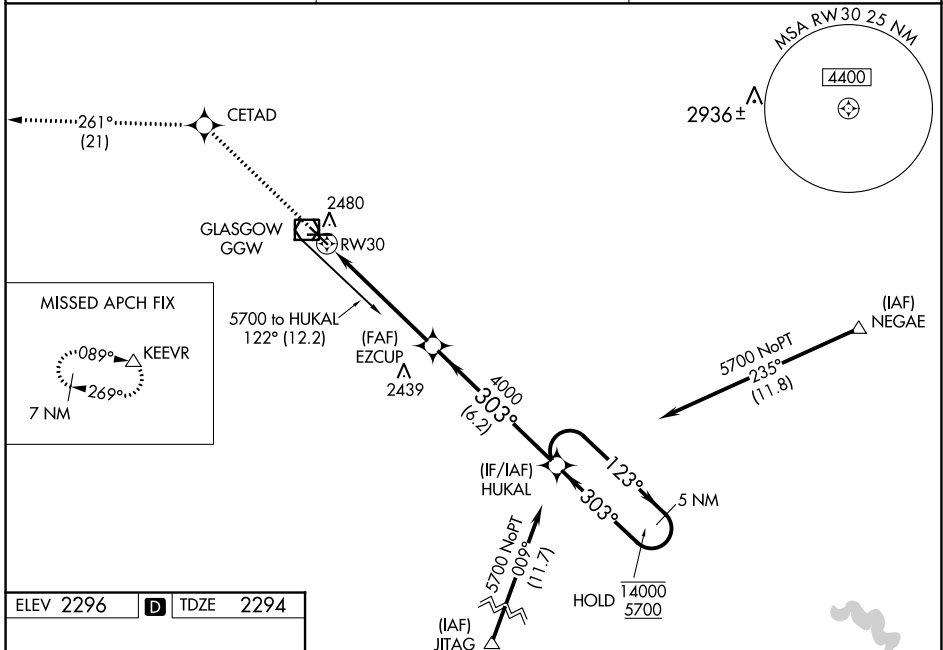 MSA RW30 25 NM
4400
2936±
261°
(21)
CETAD
2480
GLASGOW
GGW
RW30
MISSED APCH FIX
089°
KEEVR
269°
7 NM
5700 to HUKAL
122° (12.2)
(FAF)
EZCUP
2439
(IAF)
NEGAE
5700 NoPT
235°
(11.8)
4000
303°
(6.2)
(IF/IAF)
HUKAL
123°
303°
5 NM
5700 NoPT
009°
(11.7)
HOLD
14000
5700
(IAF)
JITAG
ELEV 2296 D TDZE 2294